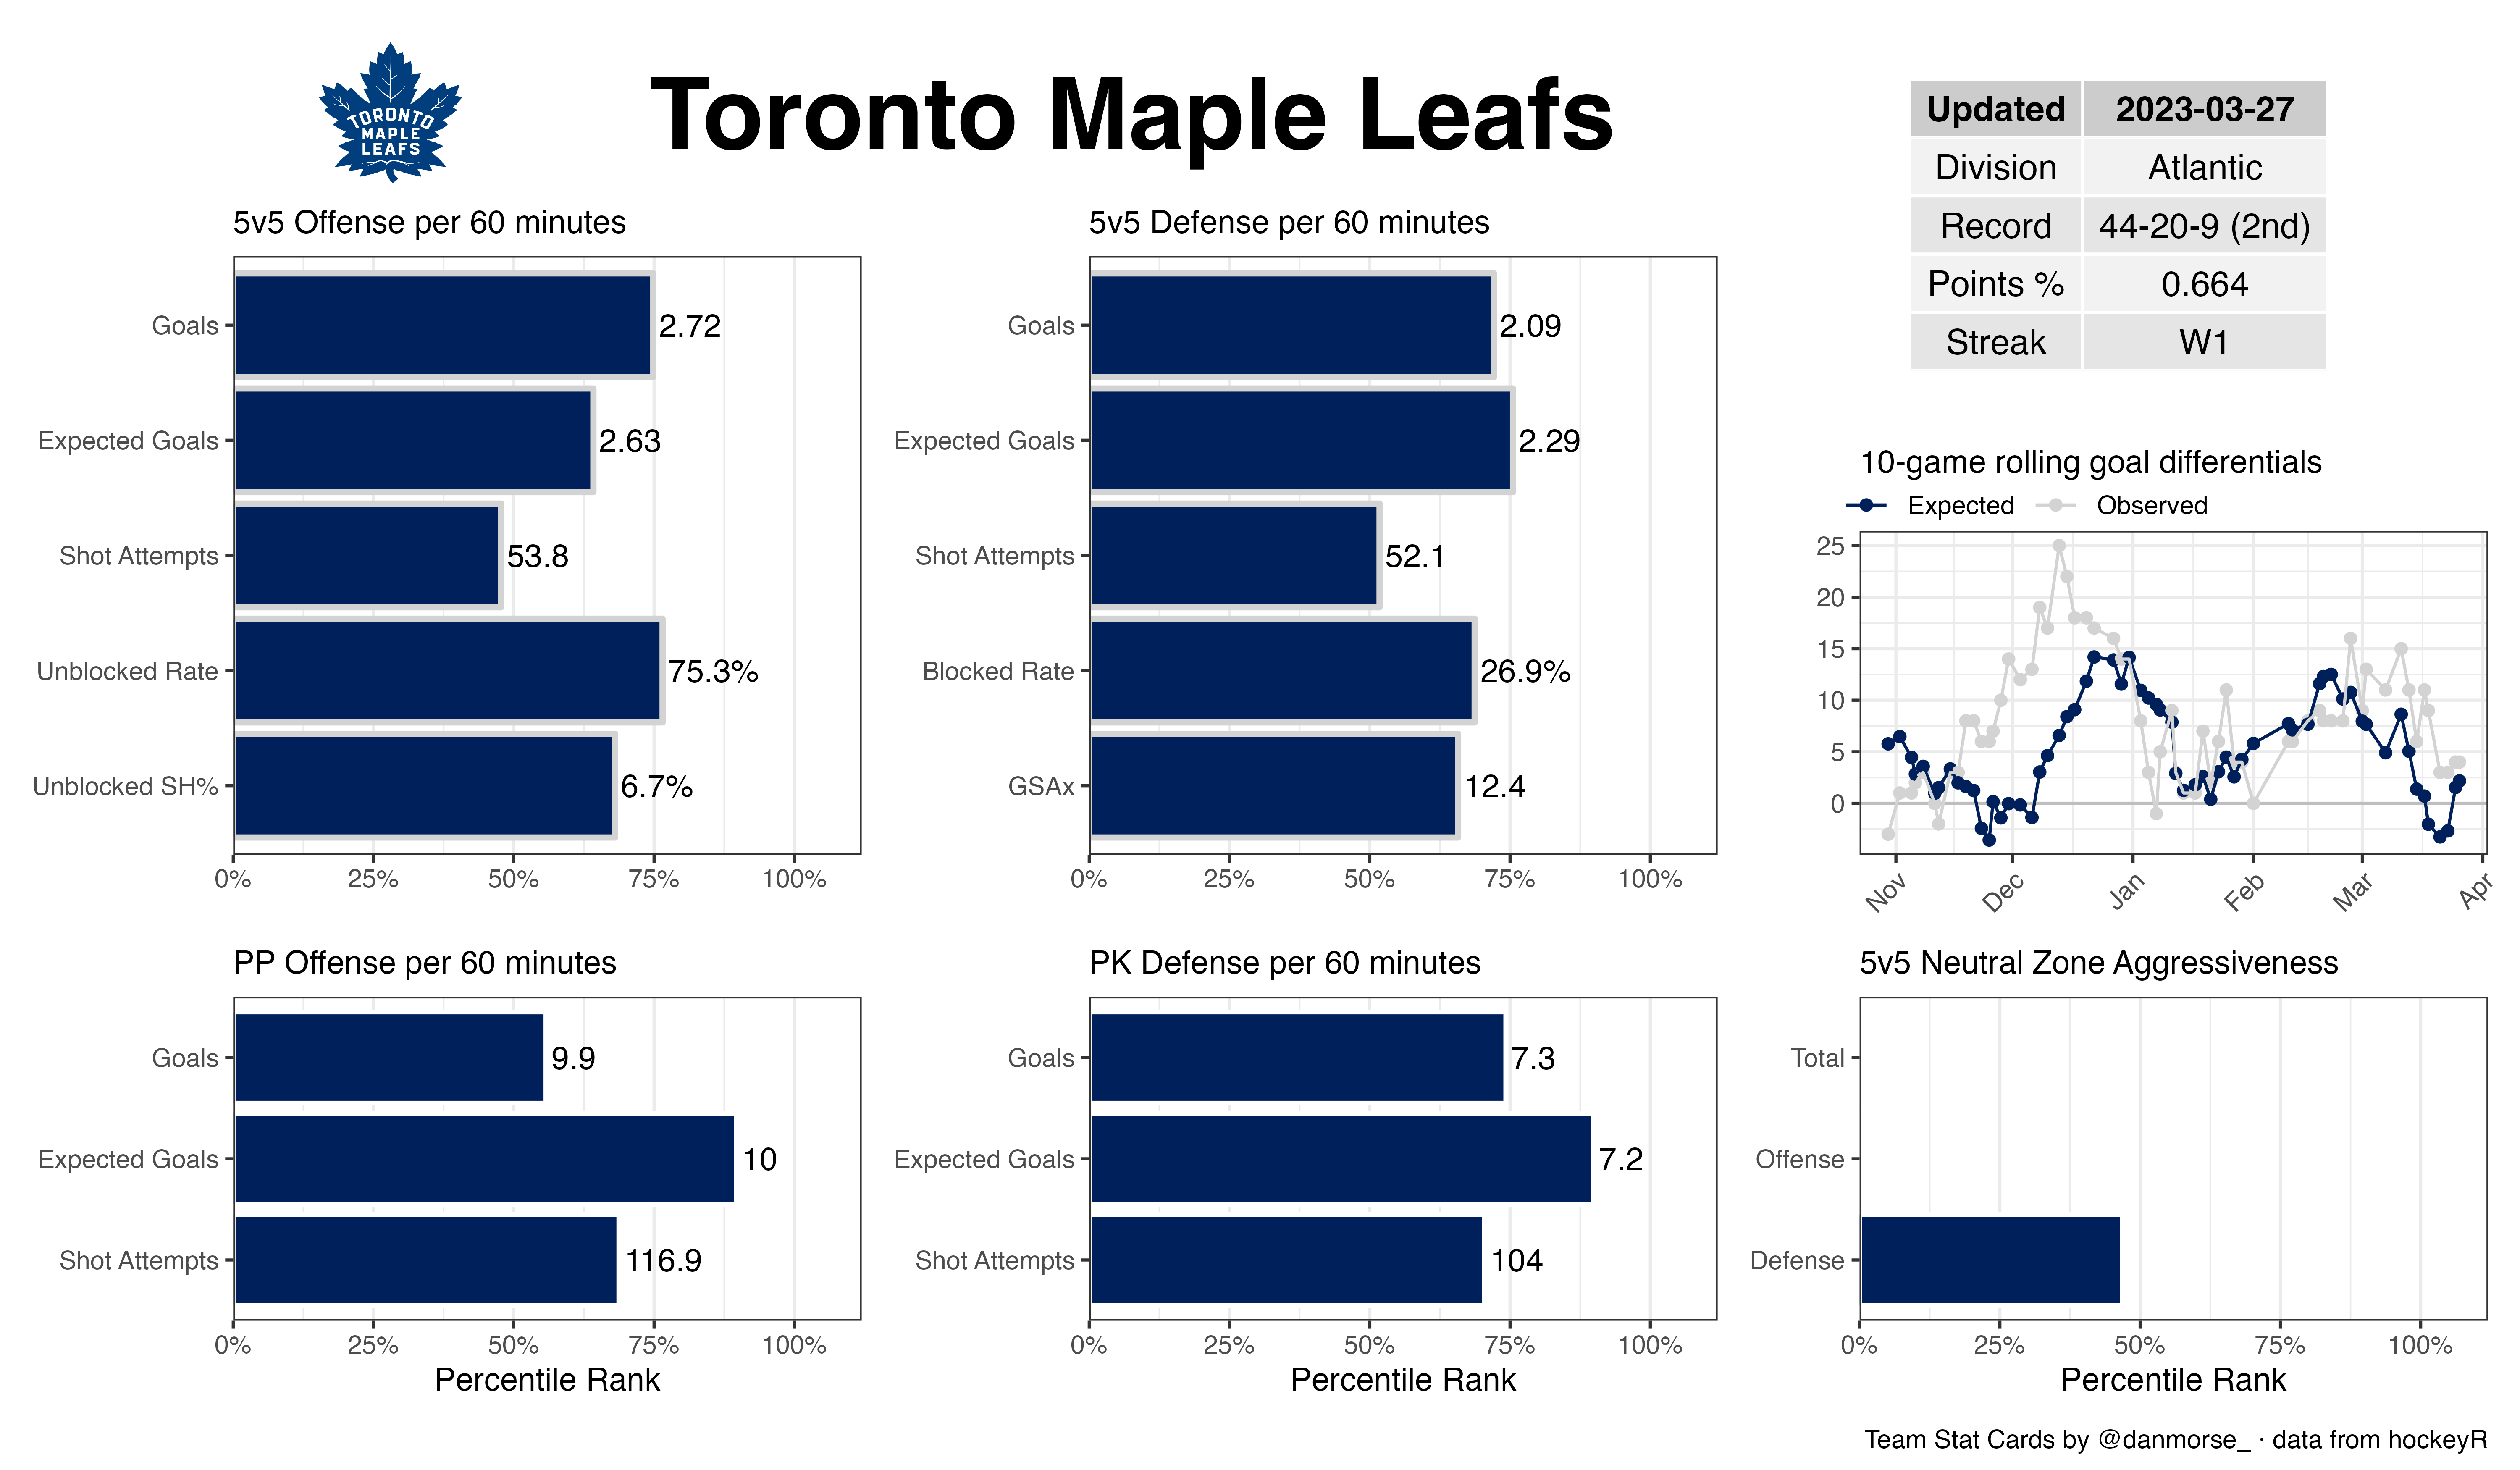 TORONTO
MAPLE
LEAFS
Toronto Maple Leafs
Updated 2023-03-27
Division Atlantic
Record 44-20-9 (2nd)
Points % 0.664
Streak W1
5v5 Offense per 60 minutes
Goals 2.72
Expected Goals 2.63
Shot Attempts 53.8
Unblocked Rate 75.3%
Unblocked SH% 6.7%
0% 25% 50% 75% 100%
5v5 Defense per 60 minutes
Goals 2.09
Expected Goals 2.29
Shot Attempts 52.1
Blocked Rate 26.9%
GSAx 12.4
0% 25% 50% 75% 100%
10-game rolling goal differentials
Expected Observed
25
20
15
10
5
0
Nov Dec Jan Feb Mar Apr
PP Offense per 60 minutes
Goals 9.9
Expected Goals 10
Shot Attempts 116.9
0% 25% 50% 75% 100%
Percentile Rank
PK Defense per 60 minutes
Goals 7.3
Expected Goals 7.2
Shot Attempts 104
0% 25% 50% 75% 100%
Percentile Rank
5v5 Neutral Zone Aggressiveness
Total
Offense
Defense
0% 25% 50% 75% 100%
Percentile Rank
Team Stat Cards by @danmorse_ · data from hockeyR